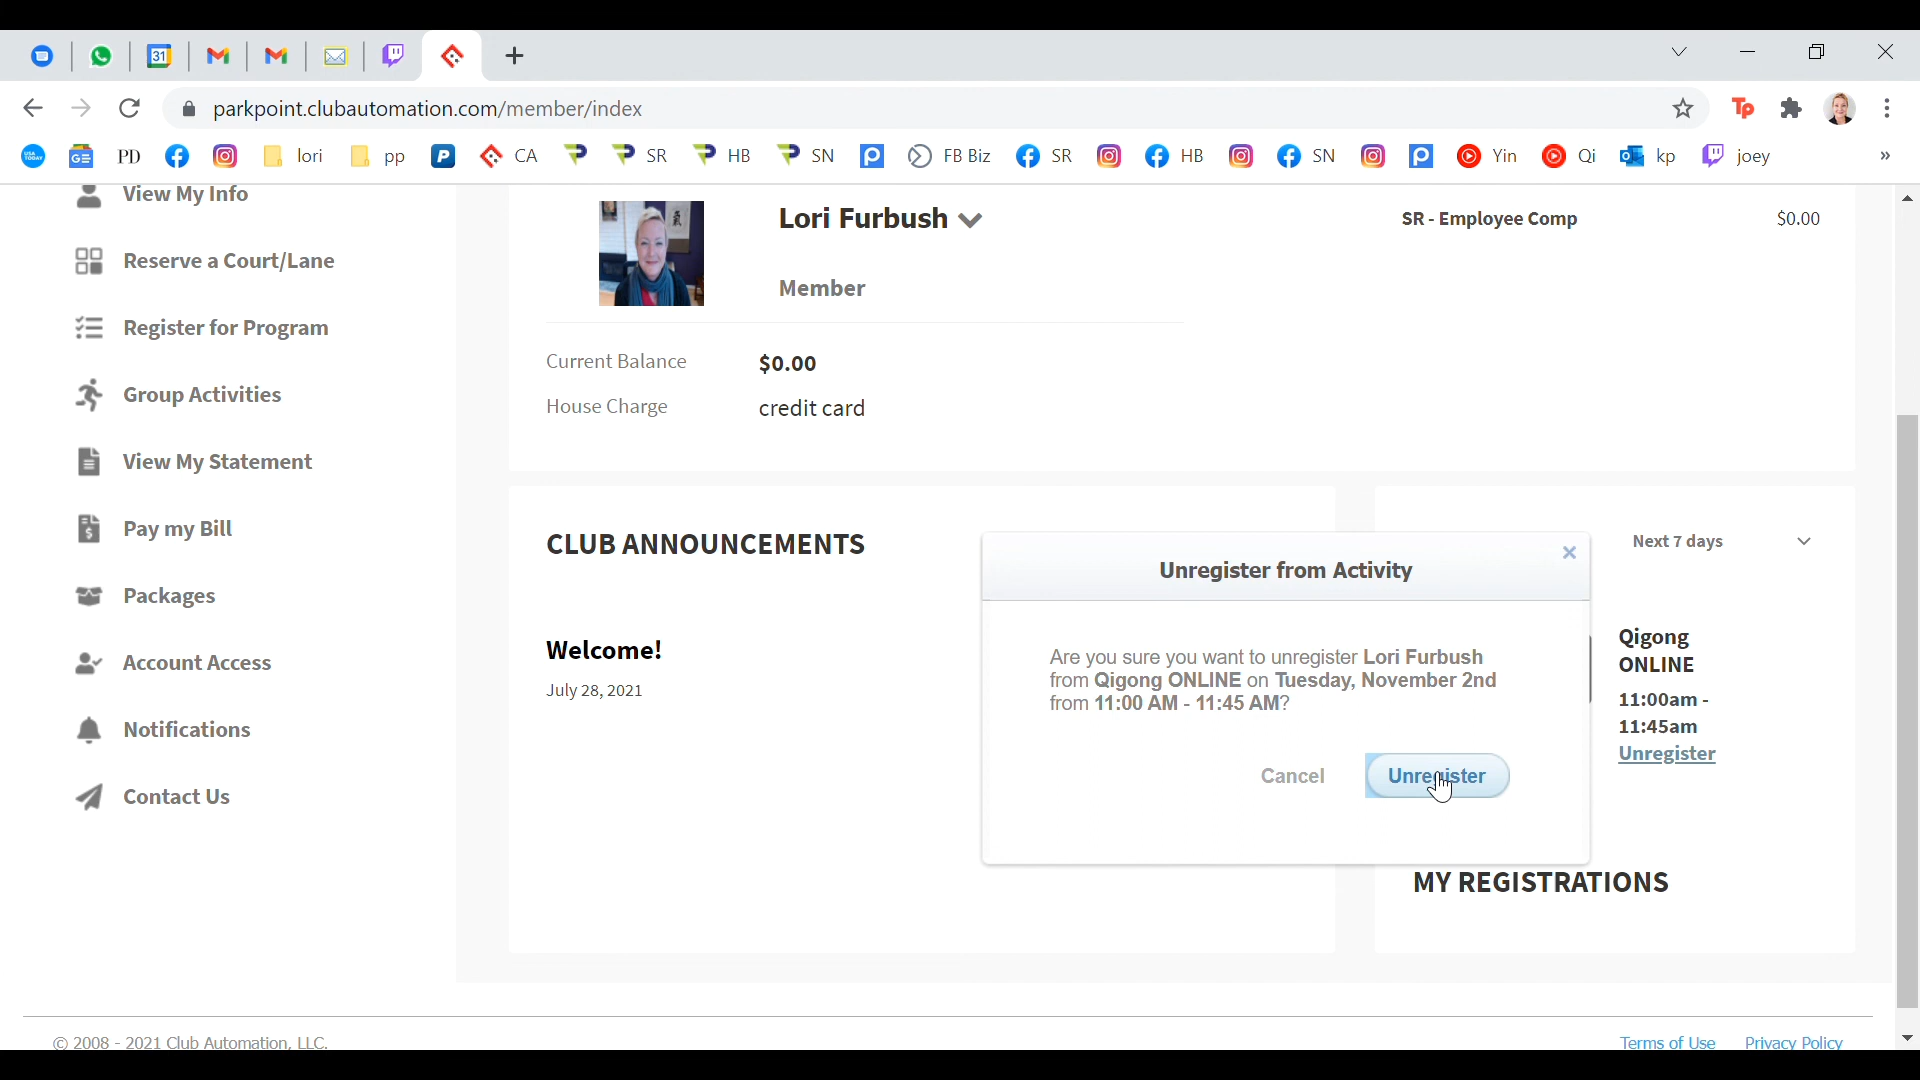 31
parkpoint.clubautomation.com/member/index
Tp
USA TODAY
GE
PD
lori
pp
P
CA
SR
HB
SN
FB Biz
SR
HB
SN
Yin
Qi
kp
joey
»
View My Info
Reserve a Court/Lane
Register for Program
Group Activities
View My Statement
Pay my Bill
Packages
Account Access
Notifications
Contact Us
Lori Furbush
Member
Current Balance $0.00
House Charge credit card
SR - Employee Comp $0.00
CLUB ANNOUNCEMENTS
Welcome!
July 28, 2021
Next 7 days
Unregister from Activity
Are you sure you want to unregister Lori Furbush
from Qigong ONLINE on Tuesday, November 2nd
from 11:00 AM - 11:45 AM?
Cancel Unregister
Qigong
ONLINE
11:00am -
11:45am
Unregister
MY REGISTRATIONS
© 2008 - 2021 Club Automation, LLC.
Terms of Use Privacy Policy